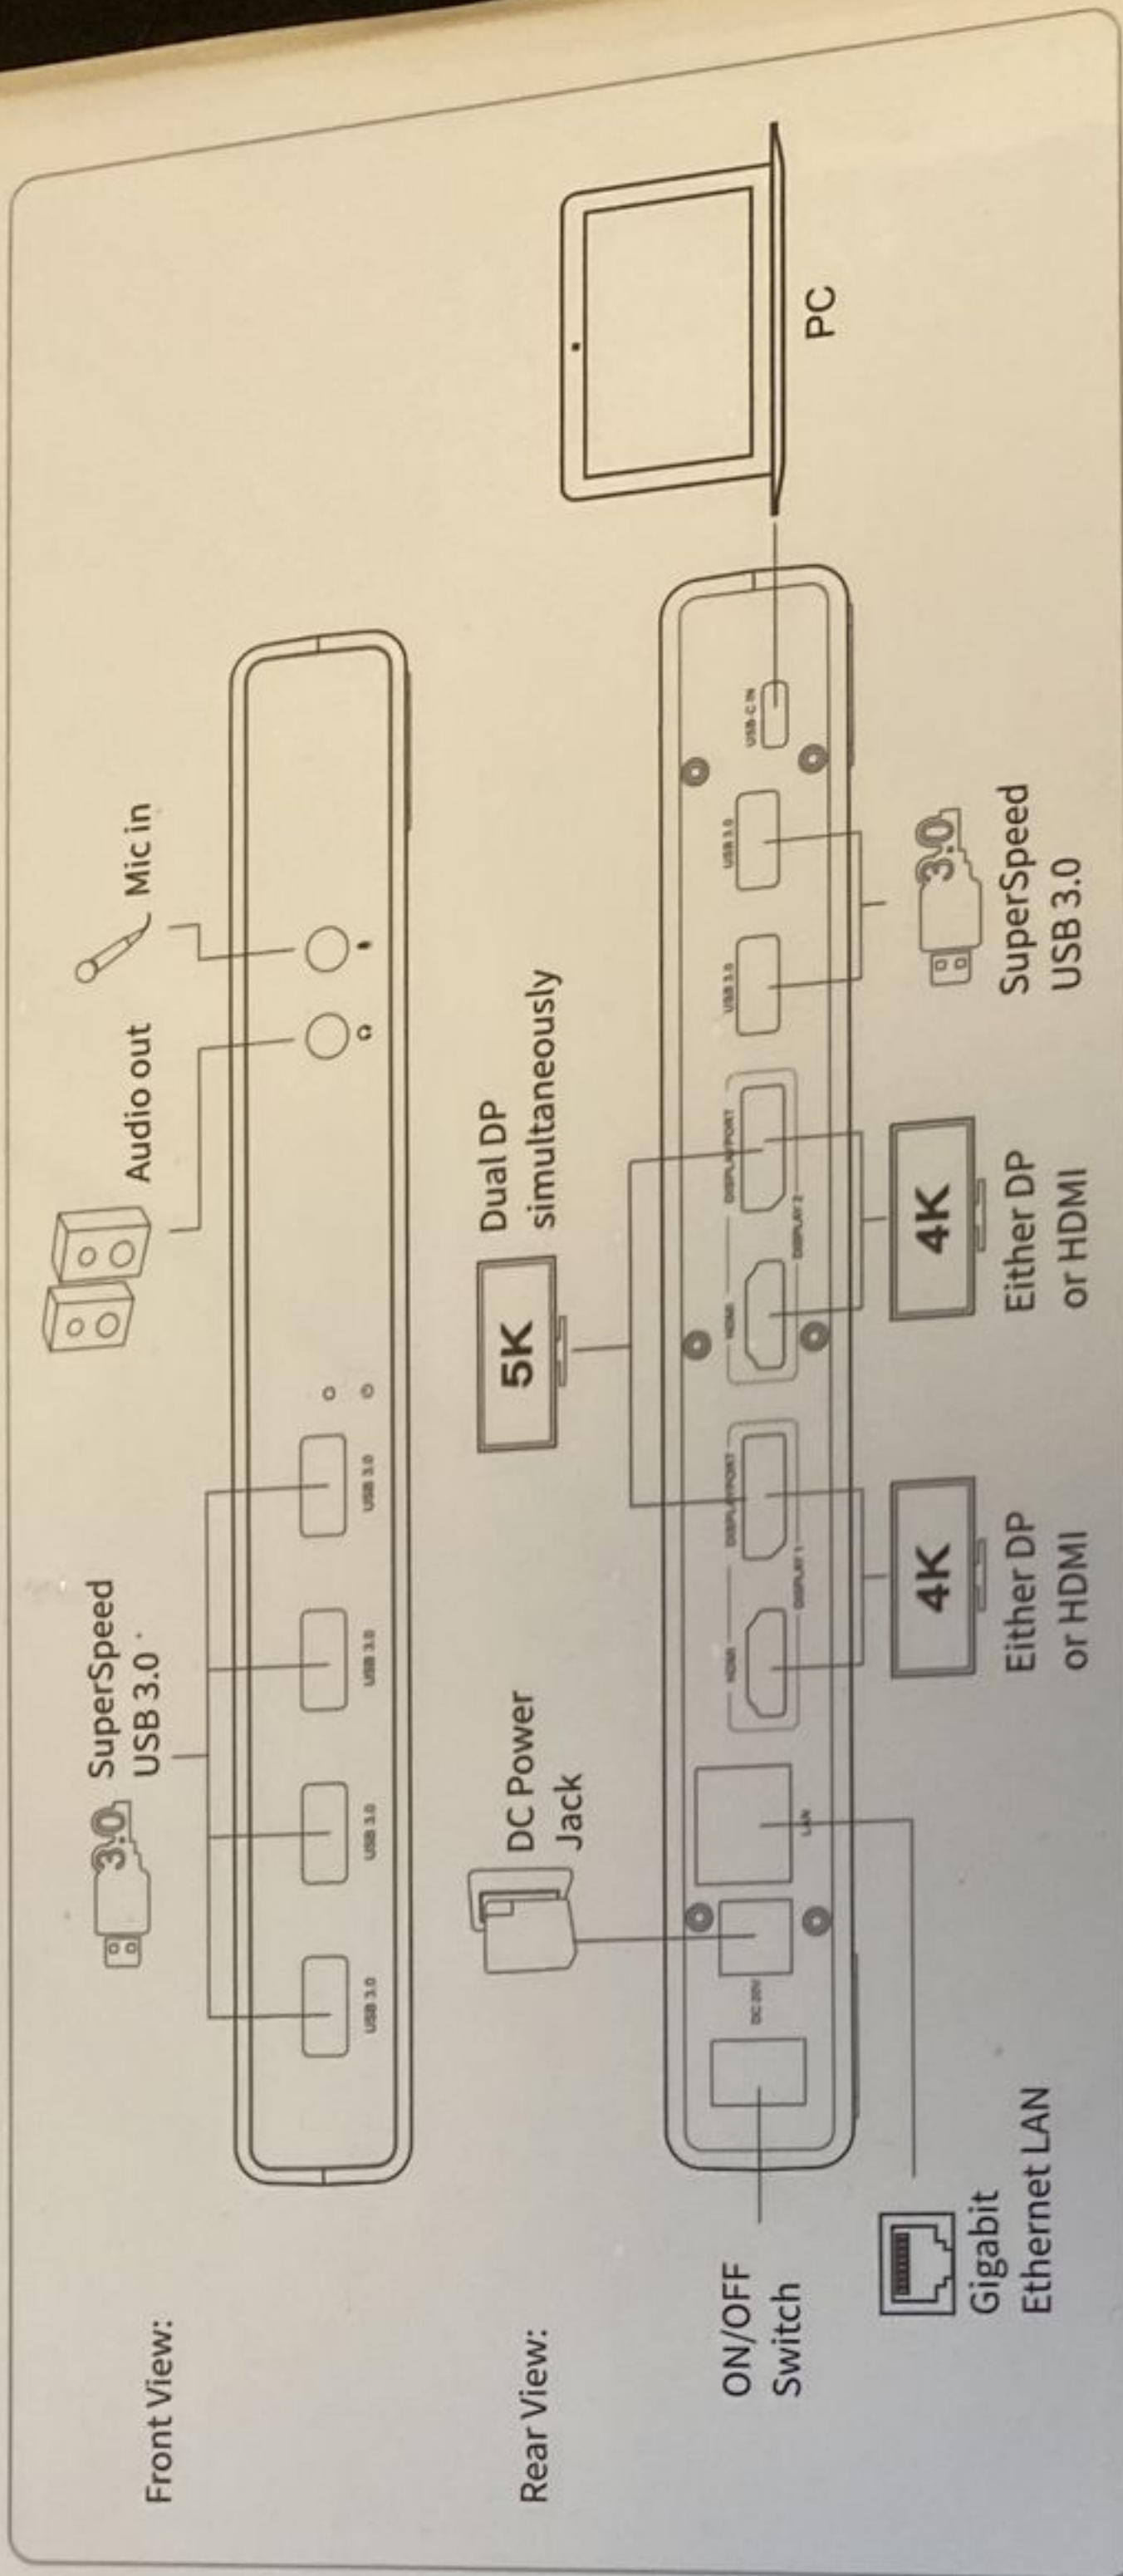 Front View:
3.0
SuperSpeed
USB 3.0
Audio out
Mic in
USB 3.0
USB 3.0
USB 3.0
USB 3.0
Rear View:
DC Power
Jack
5K
Dual DP
simultaneously
ON/OFF
Switch
DC 20V
LAN
HDMI
DISPLAYPORT
DISPLAY 1
HDMI
DISPLAYPORT
DISPLAY 2
USB 3.0
USB 3.0
USB-C IN
PC
Gigabit
Ethernet LAN
4K
Either DP
or HDMI
4K
Either DP
or HDMI
3.0
SuperSpeed
USB 3.0